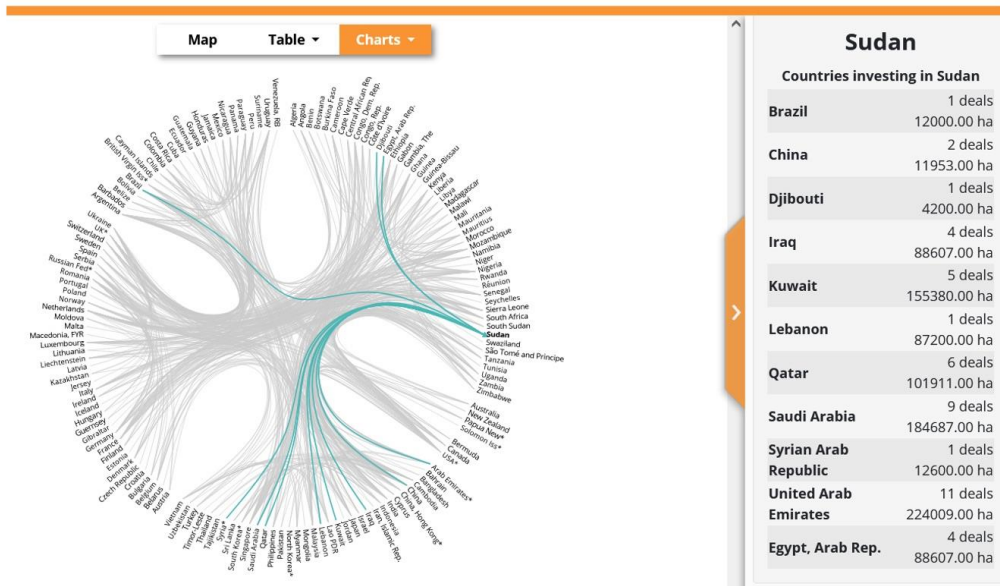 Map
Table
Charts
Venezuela, RB
Uruguay
Suriname
Peru
Paraguay
Panama
Nicaragua
Mexico
Jamaica
Honduras
Guyana
Guatemala
Ecuador
Cuba
Costa Rica
Colombia
Chile
Cayman Islands
British Virgin Iss*
Brazil
Bolivia
Belize
Barbados
Argentina
Ukraine
UK*
Switzerland
Sweden
Spain
Serbia
Russian Fed*
Romania
Portugal
Poland
Norway
Netherlands
Moldova
Malta
Macedonia, FYR
Luxembourg
Lithuania
Liechtenstein
Latvia
Kazakhstan
Jersey
Italy
Ireland
Iceland
Hungary
Guernsey
Gibraltar
Germany
France
Finland
Estonia
Denmark
Czech Republic
Croatia
Bulgaria
Belgium
Belarus
Austria
Vietnam
Uzbekistan
Turkey
Timor-Leste
Thailand
Tajikistan
Syria*
Sri Lanka
South Korea*
Singapore
Saudi Arabia
Qatar
Philippines
Pakistan
North Korea*
Myanmar
Mongolia
Malaysia
Lebanon
Lao PDR
Kuwait
Jordan
Japan
Israel
Iraq
Iran, Islamic Rep.
Indonesia
India
Cyprus
China, Hong Kong*
China
Cambodia
Bangladesh
Bahrain
Arab Emirates*
USA*
Canada
Bermuda
Solomon Iss*
Papua New*
New Zealand
Australia
Zimbabwe
Zambia
Uganda
Tunisia
Tanzania
São Tomé and Principe
Swaziland
Sudan
South Sudan
South Africa
Sierra Leone
Seychelles
Senegal
Réunion
Rwanda
Nigeria
Niger
Namibia
Mozambique
Morocco
Mauritius
Mauritania
Mali
Malawi
Madagascar
Libya
Liberia
Kenya
Guinea-Bissau
Guinea
Ghana
Gambia, The
Gabon
Ethiopia
Egypt, Arab Rep.
Djibouti
Côte d'Ivoire
Congo, Rep.
Congo, Dem. Rep.
Central African Rep
Cape Verde
Cameroon
Burkina Faso
Botswana
Benin
Angola
Algeria
Sudan
Countries investing in Sudan
Brazil
1 deals
12000.00 ha
China
2 deals
11953.00 ha
Djibouti
1 deals
4200.00 ha
Iraq
4 deals
88607.00 ha
Kuwait
5 deals
155380.00 ha
Lebanon
1 deals
87200.00 ha
Qatar
6 deals
101911.00 ha
Saudi Arabia
9 deals
184687.00 ha
Syrian Arab
Republic
1 deals
12600.00 ha
United Arab
Emirates
11 deals
224009.00 ha
Egypt, Arab Rep.
4 deals
88607.00 ha